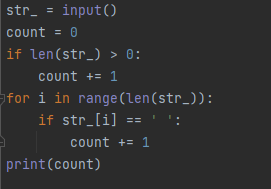 str_ = input()
count = 0
if len(str_) > 0:
    count += 1
for i in range(len(str_)):
    if str_[i] == ' ':
        count += 1
print(count)